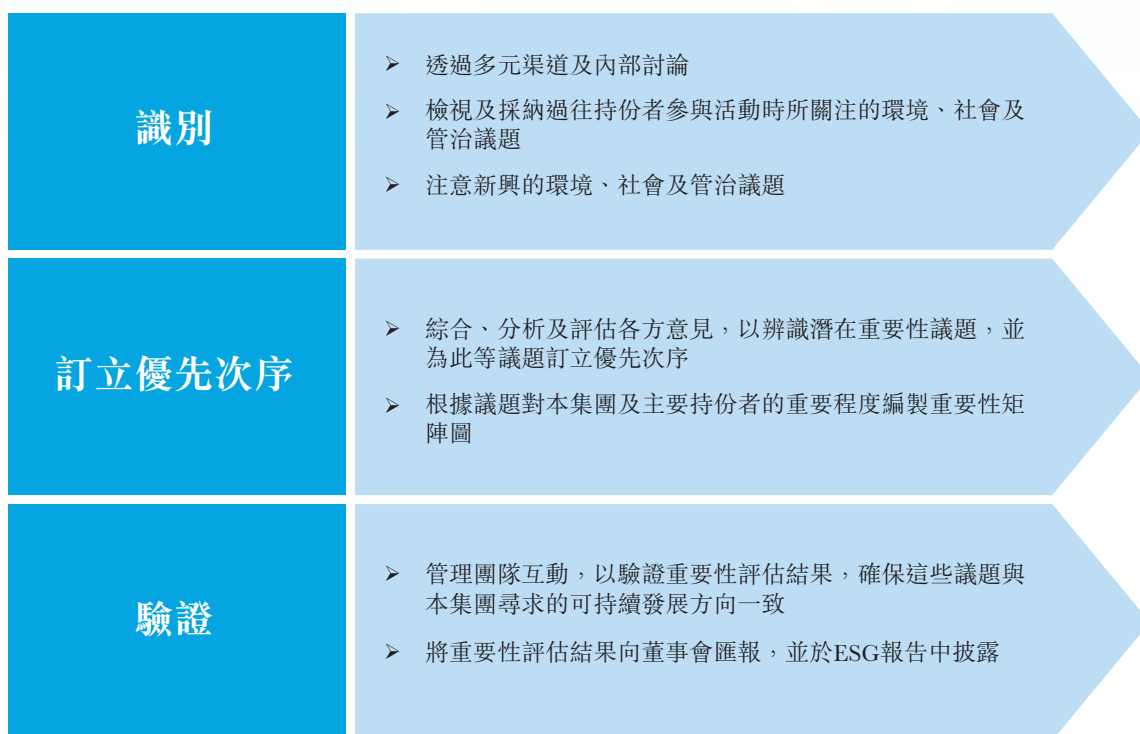 識別
➢ 透過多元渠道及內部討論
➢ 檢視及採納過往持份者參與活動時所關注的環境、社會及
管治議題
➢ 注意新興的環境、社會及管治議題
訂立優先次序
➢ 綜合、分析及評估各方意見，以辨識潛在重要性議題，並
為此等議題訂立優先次序
➢ 根據議題對本集團及主要持份者的重要程度編製重要性矩
陣圖
驗證
➢ 管理團隊互動，以驗證重要性評估結果，確保這些議題與
本集團尋求的可持續發展方向一致
➢ 將重要性評估結果向董事會匯報，並於ESG報告中披露